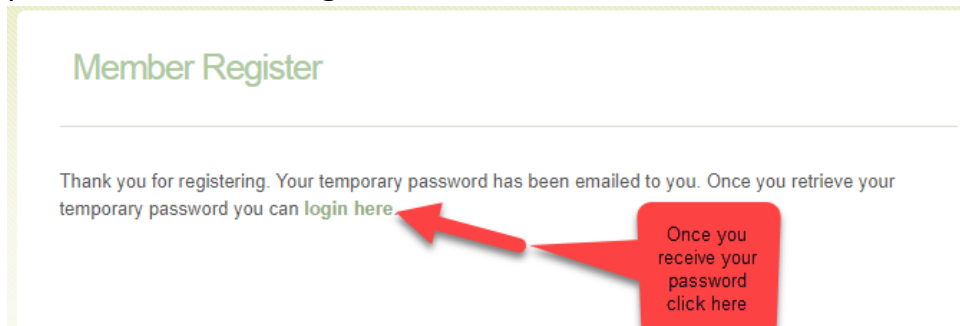 Member Register
Thank you for registering. Your temporary password has been emailed to you. Once you retrieve your
temporary password you can login here.
Once you
receive your
password
click here